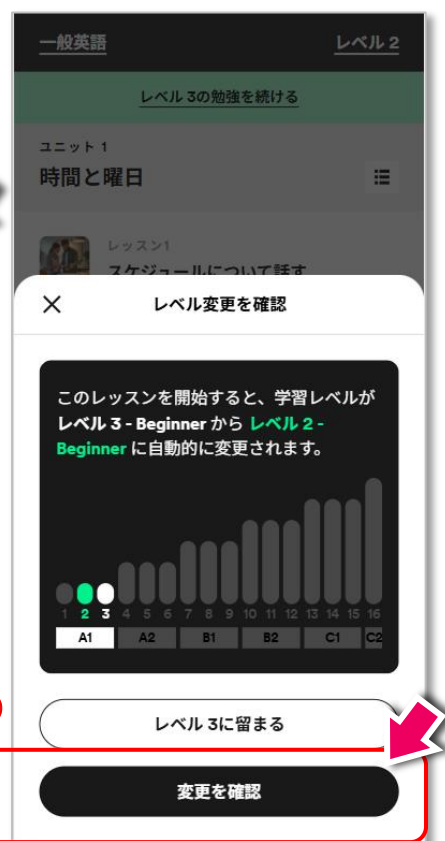 一般英語 レベル 2
レベル 3の勉強を続ける
ユニット 1
時間と曜日
レッスン1
スケジュールについて話す
レベル変更を確認
このレッスンを開始すると、学習レベルが
レベル 3 - Beginner から レベル 2 -
Beginner に自動的に変更されます。
1 2 3 4 5 6 7 8 9 10 11 12 13 14 15 16
A1 A2 B1 B2 C1 C2
レベル 3に留まる
変更を確認